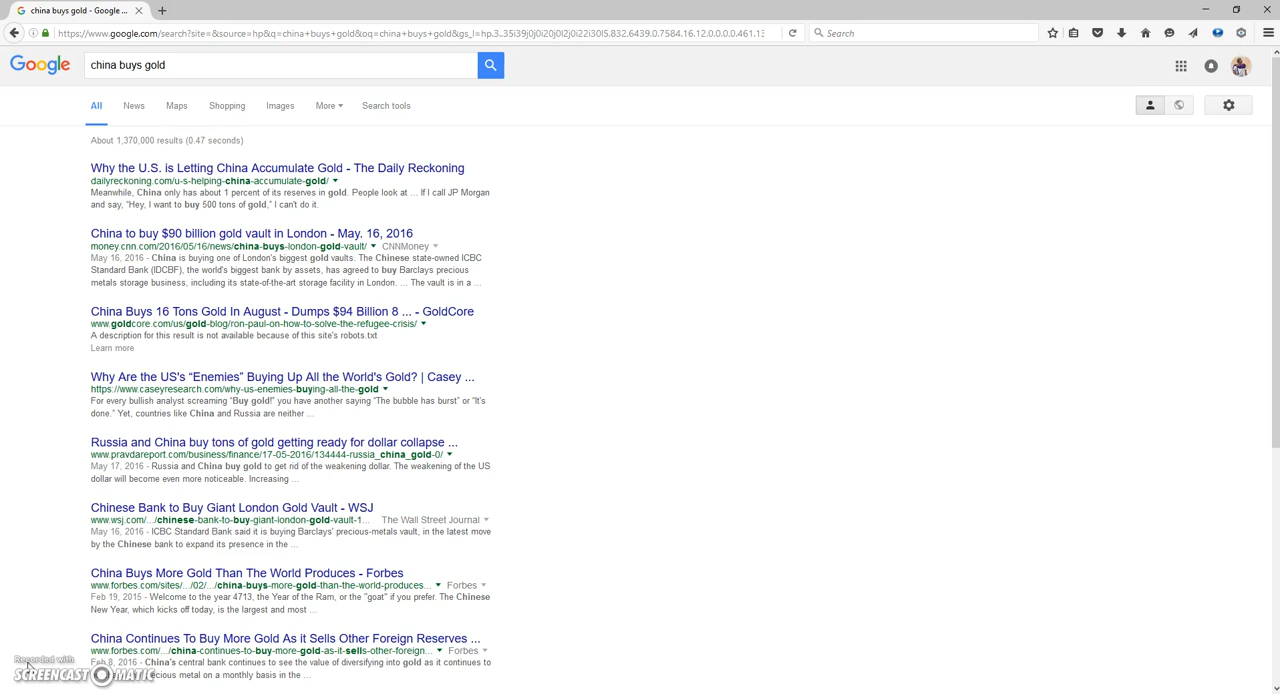 china buys gold - Google ...
https://www.google.com/search?site=&source=hp&q=china+buys+gold&oq=china+buys+gold&gs_l=hp.3..35i39j0j0i20j0l2j0i22i30l5.832.6439.0.7584.16.12.0.0.0.0.461.13
Search
Google
china buys gold
All News Maps Shopping Images More Search tools
About 1,370,000 results (0.47 seconds)
Why the U.S. is Letting China Accumulate Gold - The Daily Reckoning
dailyreckoning.com/u-s-helping-china-accumulate-gold/
Meanwhile, China only has about 1 percent of its reserves in gold. People look at ... If I call JP Morgan
and say, “Hey, I want to buy 500 tons of gold,” I can't do it.
China to buy $90 billion gold vault in London - May. 16, 2016
money.cnn.com/2016/05/16/news/china-buys-london-gold-vault/ CNNMoney
May 16, 2016 - China is buying one of London's biggest gold vaults. The Chinese state-owned ICBC
Standard Bank (IDCBF), the world's biggest bank by assets, has agreed to buy Barclays precious
metals storage business, including its state-of-the-art storage facility in London. ... The vault is in a ...
China Buys 16 Tons Gold In August - Dumps $94 Billion 8 ... - GoldCore
www.goldcore.com/us/gold-blog/ron-paul-on-how-to-solve-the-refugee-crisis/
A description for this result is not available because of this site's robots.txt
Learn more
Why Are the US's “Enemies” Buying Up All the World's Gold? | Casey ...
https://www.caseyresearch.com/why-us-enemies-buying-all-the-gold
For every bullish analyst screaming “Buy gold!” you have another saying “The bubble has burst” or “It's
done.” Yet, countries like China and Russia are neither ...
Russia and China buy tons of gold getting ready for dollar collapse ...
www.pravdareport.com/business/finance/17-05-2016/134444-russia_china_gold-0/
May 17, 2016 - Russia and China buy gold to get rid of the weakening dollar. The weakening of the US
dollar will become even more noticeable. Increasing ...
Chinese Bank to Buy Giant London Gold Vault - WSJ
www.wsj.com/.../chinese-bank-to-buy-giant-london-gold-vault-1... The Wall Street Journal
May 16, 2016 - ICBC Standard Bank said it is buying Barclays' precious-metals vault, in the latest move
by the Chinese bank to expand its presence in the ...
China Buys More Gold Than The World Produces - Forbes
www.forbes.com/sites/.../02/.../china-buys-more-gold-than-the-world-produces... Forbes
Feb 19, 2015 - Welcome to the year 4713, the Year of the Ram, or the "goat" if you prefer. The Chinese
New Year, which kicks off today, is the largest and most ...
China Continues To Buy More Gold As it Sells Other Foreign Reserves ...
www.forbes.com/.../china-continues-to-buy-more-gold-as-it-sells-other-foreign... Forbes
Feb 8, 2016 - China's central bank continues to see the value of diversifying into gold as it continues to
precious metal on a monthly basis in the ...
Recorded with
SCREENCAST MATIC